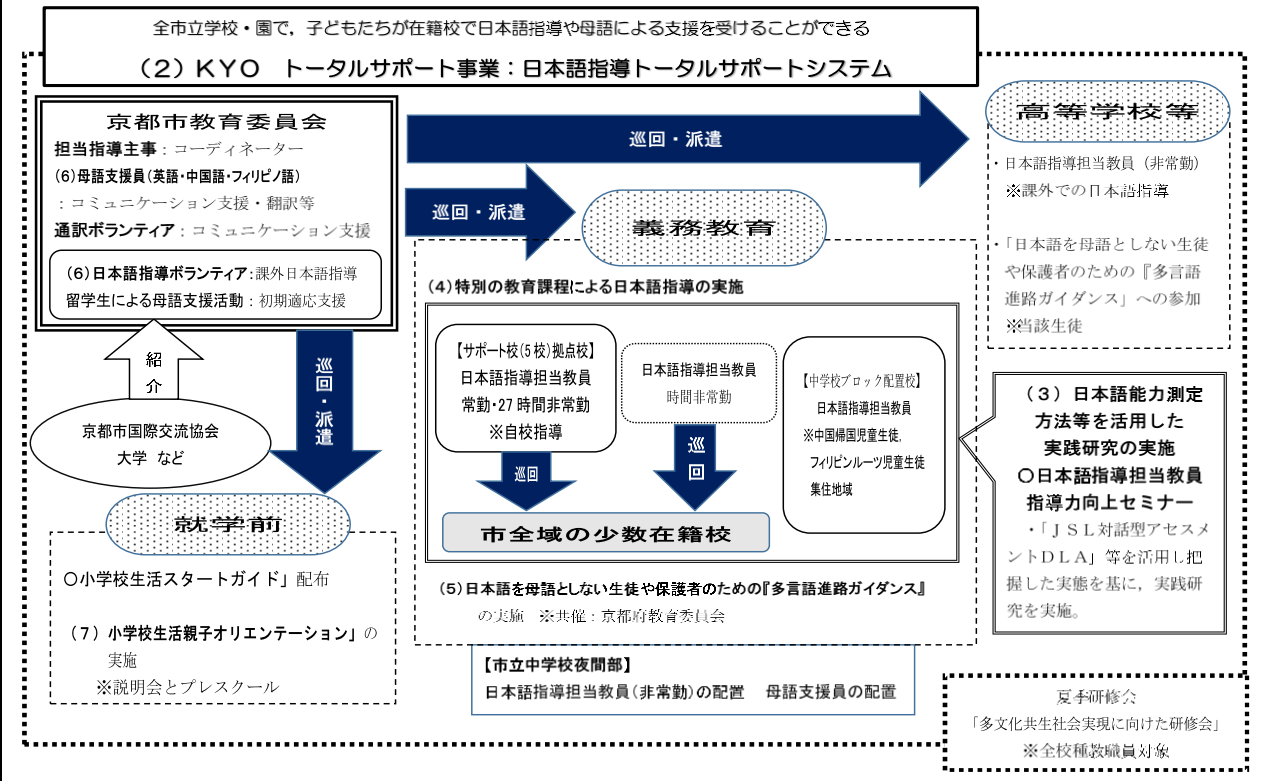 全市立学校・園で，子どもたちが在籍校で日本語指導や母語による支援を受けることができる
（２）ＫＹＯ　トータルサポート事業：日本語指導トータルサポートシステム
京都市教育委員会
担当指導主事：コーディネーター
(6)母語支援員(英語・中国語・フィリピノ語)
：コミュニケーション支援・翻訳等
通訳ボランティア：コミュニケーション支援
(6)日本語指導ボランティア:課外日本語指導
留学生による母語支援活動：初期適応支援
紹
介
京都市国際交流協会
大学 など
巡回・派遣
就学前
○小学校生活スタートガイド」配布
（７）小学校生活親子オリエンテーション」の
実施
※説明会とプレスクール
巡回・派遣
巡回・派遣
義務教育
(4)特別の教育課程による日本語指導の実施
【サポート校(５校)拠点校】
日本語指導担当教員
常勤・27時間非常勤
※自校指導
巡回
日本語指導担当教員
時間非常勤
巡
回
【中学校ブロック配置校】
日本語指導担当教員
※中国帰国児童生徒，
フィリピンルーツ児童生徒
集住地域
市全域の少数在籍校
(5)日本語を母語としない生徒や保護者のための『多言語進路ガイダンス』
の実施　※共催：京都府教育委員会
【市立中学校夜間部】
日本語指導担当教員(非常勤)の配置　母語支援員の配置
高等学校等
・日本語指導担当教員（非常勤）
※課外での日本語指導
・「日本語を母語としない生徒
や保護者のための『多言語
進路ガイダンス」への参加
※当該生徒
（３）日本語能力測定
方法等を活用した
実践研究の実施
○日本語指導担当教員
指導力向上セミナー
・「ＪＳＬ対話型アセスメ
ントＤＬＡ」等を活用し把
握した実態を基に，実践研
究を実施。
夏季研修会
「多文化共生社会実現に向けた研修会」
※全校種教職員対象